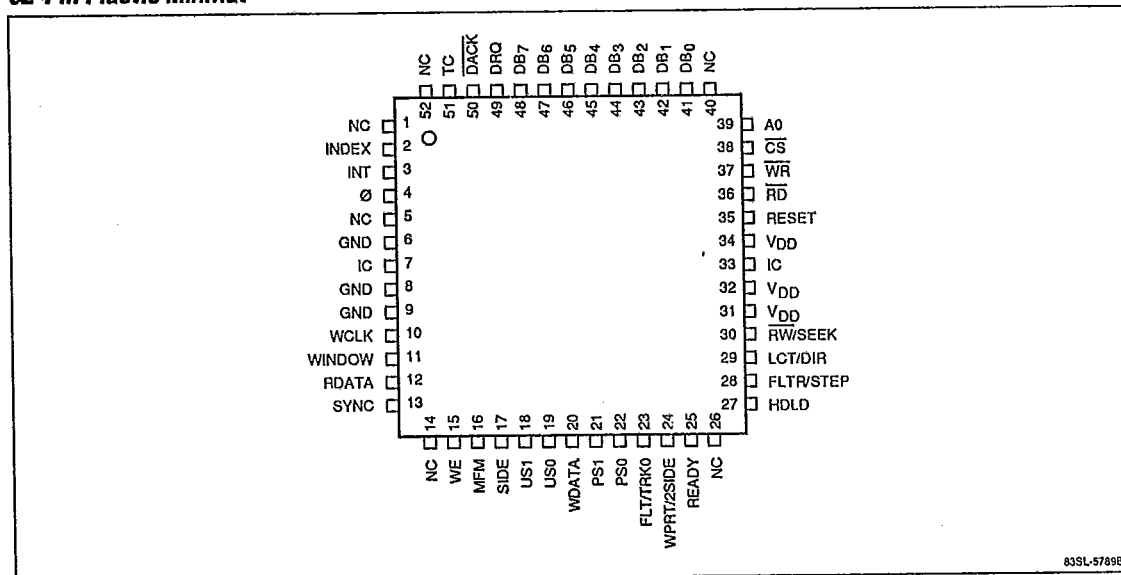 52-Pin Plastic Miniflat
NC TC DACK DRQ DB7 DB6 DB5 DB4 DB3 DB2 DB1 DB0 NC
52 51 50 49 48 47 46 45 44 43 42 41 40
NC 1
INDEX 2
INT 3
Ø 4
NC 5
GND 6
IC 7
GND 8
GND 9
WCLK 10
WINDOW 11
RDATA 12
SYNC 13
39 A0
38 CS
37 WR
36 RD
35 RESET
34 VDD
33 IC
32 VDD
31 VDD
30 RW/SEEK
29 LCT/DIR
28 FLTR/STEP
27 HDLD
14 15 16 17 18 19 20 21 22 23 24 25 26
NC WE MFM SIDE US1 US0 WDATA PS1 PS0 FLT/TRK0 WPRT/2SIDE READY NC
83SL-5789B